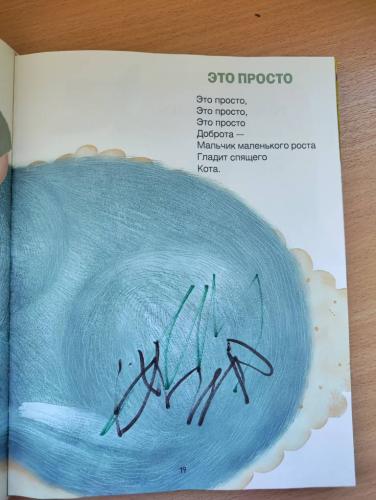 ЭТО ПРОСТО
Это просто,
Это просто,
Это просто
Доброта —
Мальчик маленького роста
Гладит спящего
Кота.
19